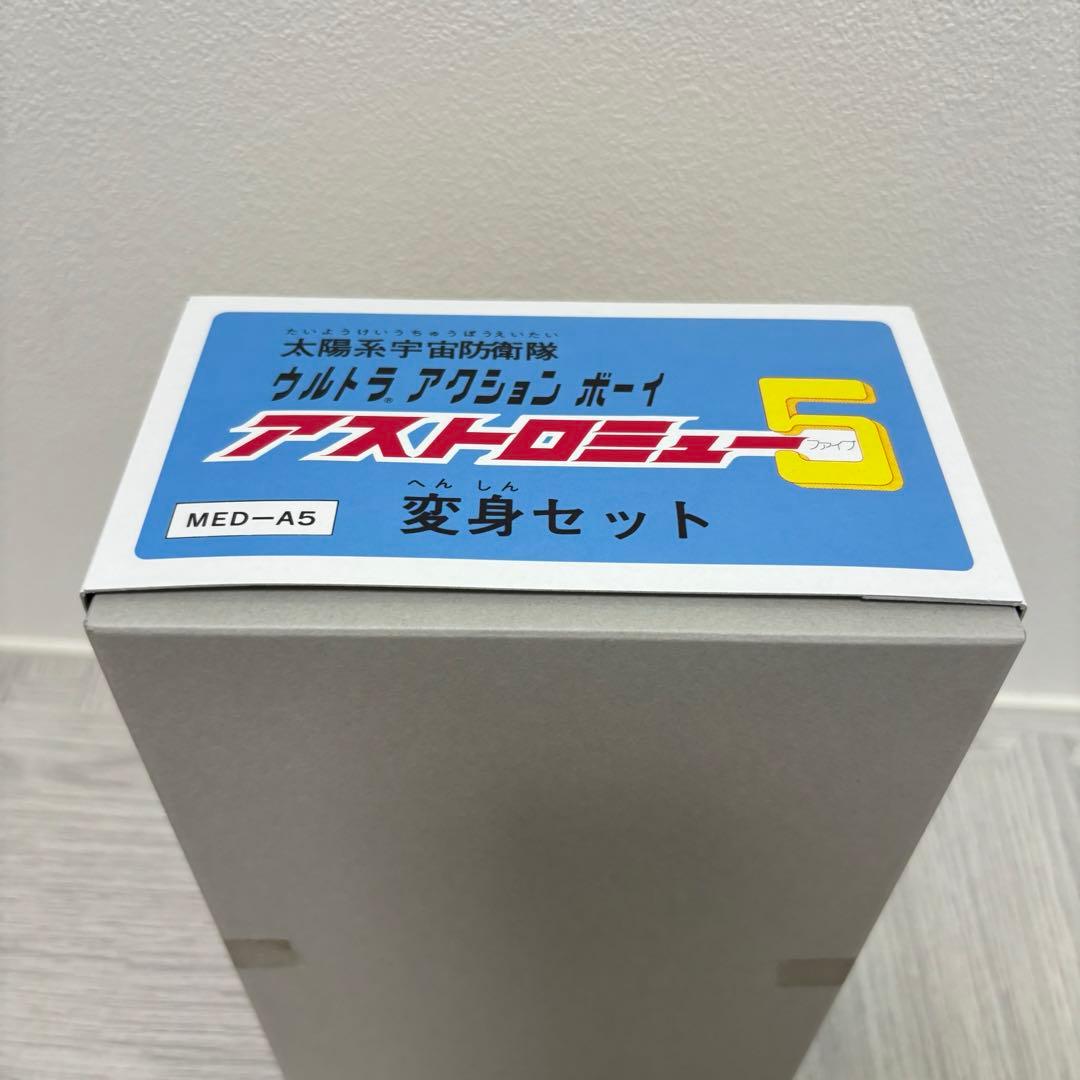 たいようけいうちゅうぼうえいたい
太陽系宇宙防衛隊
ウルトラ® アクション ボーイ
アストロミュー5
ファイブ
へんしん
変身セット
MED-A5